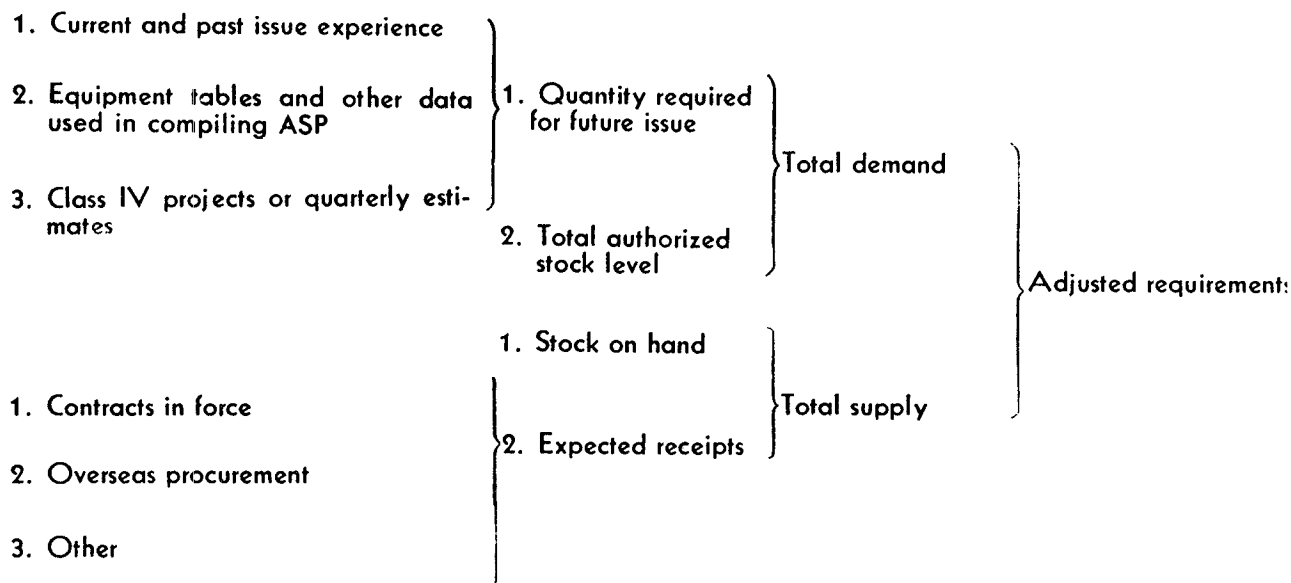 1. Current and past issue experience
2. Equipment tables and other data
used in compiling ASP
3. Class IV projects or quarterly esti-
mates
1. Quantity required
for future issue
2. Total authorized
stock level
Total demand
1. Contracts in force
2. Overseas procurement
3. Other
1. Stock on hand
2. Expected receipts
Total supply
Adjusted requirements